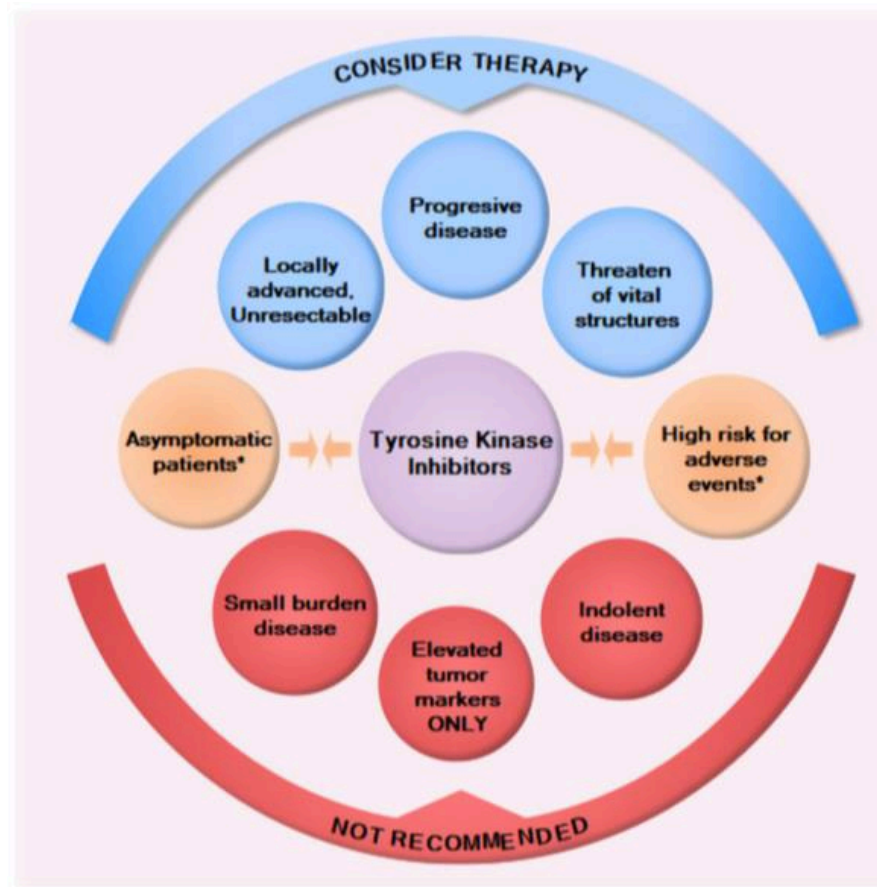 CONSIDER THERAPY
Progresive
disease
Locally
advanced,
Unresectable
Threaten
of vital
structures
Asymptomatic
patients*
Tyrosine Kinase
Inhibitors
High risk for
adverse
events*
Small burden
disease
Elevated
tumor
markers
ONLY
Indolent
disease
NOT RECOMMENDED